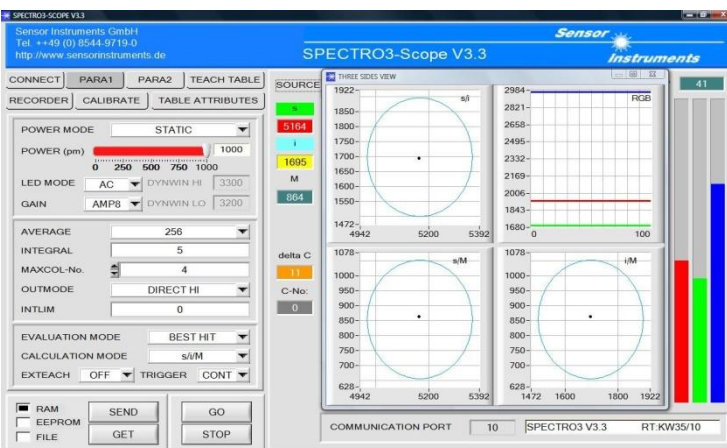 SPECTRO3-SCOPE V3.3
Sensor Instruments GmbH
Tel. ++49 (0) 8544-9719-0
http://www.sensorinstruments.de
SPECTRO3-Scope V3.3
Sensor
Instruments
CONNECT PARA1 PARA2 TEACH TABLE
RECORDER CALIBRATE TABLE ATTRIBUTES
POWER MODE STATIC
POWER (pm) 1000
0 250 500 750 1000
LED MODE AC DYNWIN HI 3300
GAIN AMP8 DYNWIN LO 3200
AVERAGE 256
INTEGRAL 5
MAXCOL-No. 4
OUTMODE DIRECT HI
INTLIM 0
EVALUATION MODE BEST HIT
CALCULATION MODE s/i/M
EXTEACH OFF TRIGGER CONT
RAM
EEPROM
FILE
SEND GO
GET STOP
SOURCE
s
5164
i
1695
M
864
delta C
11
C-No:
0
THREE SIDES VIEW
1922
1850
1800
1750
1700
1650
1600
1550
1472
4942 5200 5392
s/i
2984
2821
2658
2495
2332
2169
2006
1843
1680
0 100
RGB
1078
1000
950
900
850
800
750
700
628
4942 5200 5392
s/M
1078
1000
950
900
850
800
750
700
628
1472 1600 1800 1922
i/M
41
COMMUNICATION PORT 10 SPECTRO3 V3.3 RT:KW35/10